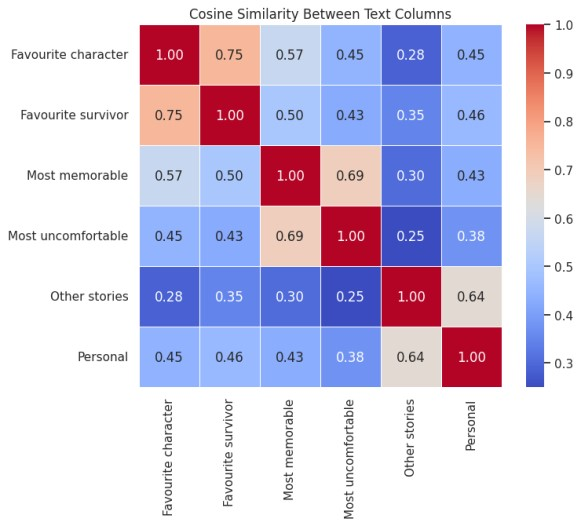 Cosine Similarity Between Text Columns
Favourite character 1.00 0.75 0.57 0.45 0.28 0.45
Favourite survivor 0.75 1.00 0.50 0.43 0.35 0.46
Most memorable 0.57 0.50 1.00 0.69 0.30 0.43
Most uncomfortable 0.45 0.43 0.69 1.00 0.25 0.38
Other stories 0.28 0.35 0.30 0.25 1.00 0.64
Personal 0.45 0.46 0.43 0.38 0.64 1.00
Favourite character
Favourite survivor
Most memorable
Most uncomfortable
Other stories
Personal
1.0
0.9
0.8
0.7
0.6
0.5
0.4
0.3